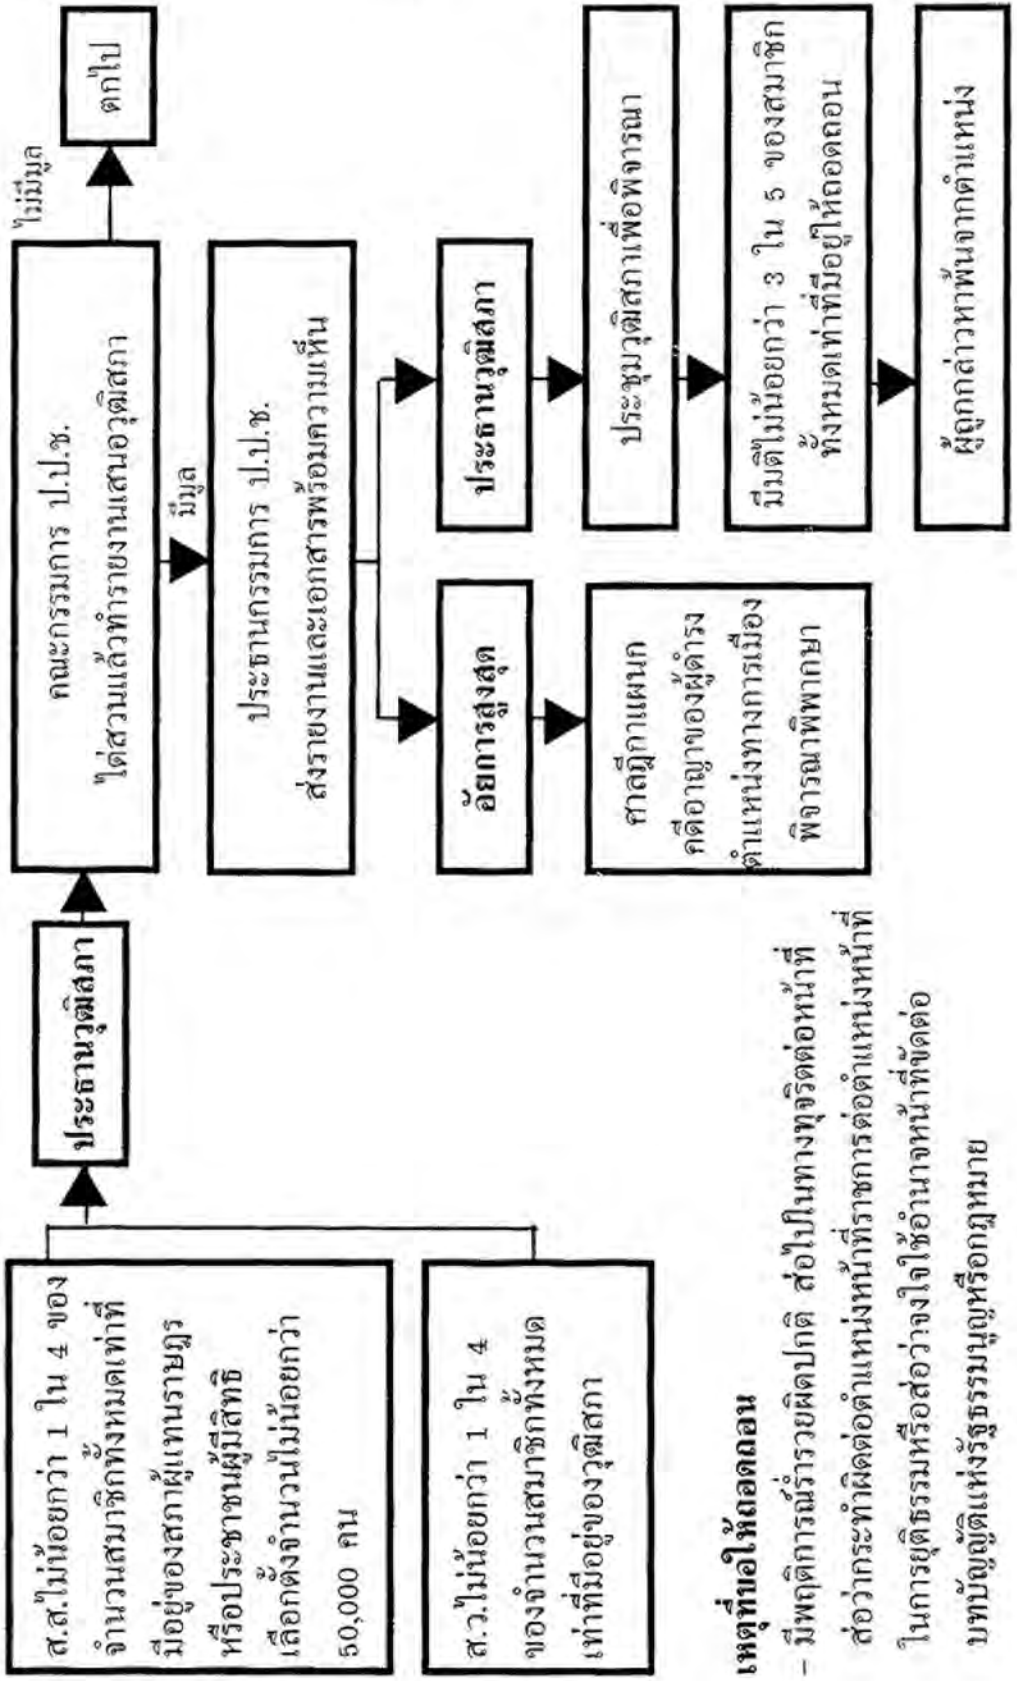 ส.ส.ไม่น้อยกว่า 1 ใน 4 ของ
จำนวนสมาชิกทั้งหมดเท่าที่
มีอยู่ของสภาผู้แทนราษฎร
หรือประชาชนผู้มีสิทธิ
เลือกตั้งจำนวนไม่น้อยกว่า
50,000 คน
ส.ว.ไม่น้อยกว่า 1 ใน 4
ของจำนวนสมาชิกทั้งหมด
เท่าที่มีอยู่ของวุฒิสภา
ประธานวุฒิสภา
คณะกรรมการ ป.ป.ช.
ไต่สวนแล้วทำรายงานเสนอวุฒิสภา
ไม่มีมูล
ตกไป
มีมูล
ประธานกรรมการ ป.ป.ช.
ส่งรายงานและเอกสารพร้อมความเห็น
อัยการสูงสุด
ประธานวุฒิสภา
ศาลฎีกาแผนก
คดีอาญาของผู้ดำรง
ตำแหน่งทางการเมือง
พิจารณาพิพากษา
ประชุมวุฒิสภาเพื่อพิจารณา
มีมติไม่น้อยกว่า 3 ใน 5 ของสมาชิก
ทั้งหมดเท่าที่มีอยู่ให้ถอดถอน
ผู้ถูกกล่าวหาพ้นจากตำแหน่ง
เหตุที่ขอให้ถอดถอน
- มีพฤติการณ์ร่ำรวยผิดปกติ ส่อไปในทางทุจริตต่อหน้าที่
ส่อว่ากระทำผิดต่อตำแหน่งหน้าที่ราชการต่อตำแหน่งหน้าที่
ในการยุติธรรมหรือส่อว่าจงใจใช้อำนาจหน้าที่ขัดต่อ
บทบัญญัติแห่งรัฐธรรมนูญหรือกฎหมาย